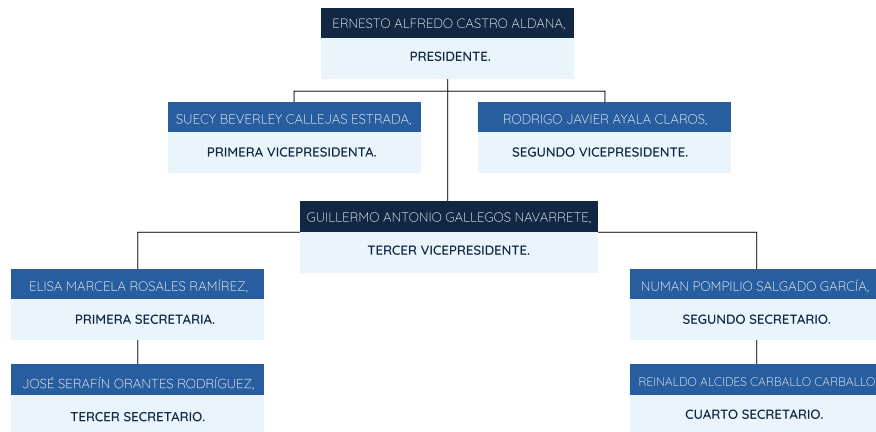 ERNESTO ALFREDO CASTRO ALDANA,
PRESIDENTE.
SUECY BEVERLEY CALLEJAS ESTRADA,
PRIMERA VICEPRESIDENTA.
RODRIGO JAVIER AYALA CLAROS,
SEGUNDO VICEPRESIDENTE.
GUILLERMO ANTONIO GALLEGOS NAVARRETE,
TERCER VICEPRESIDENTE.
ELISA MARCELA ROSALES RAMÍREZ,
PRIMERA SECRETARIA.
NUMAN POMPILIO SALGADO GARCÍA,
SEGUNDO SECRETARIO.
JOSÉ SERAFÍN ORANTES RODRÍGUEZ,
TERCER SECRETARIO.
REINALDO ALCIDES CARBALLO CARBALLO
CUARTO SECRETARIO.